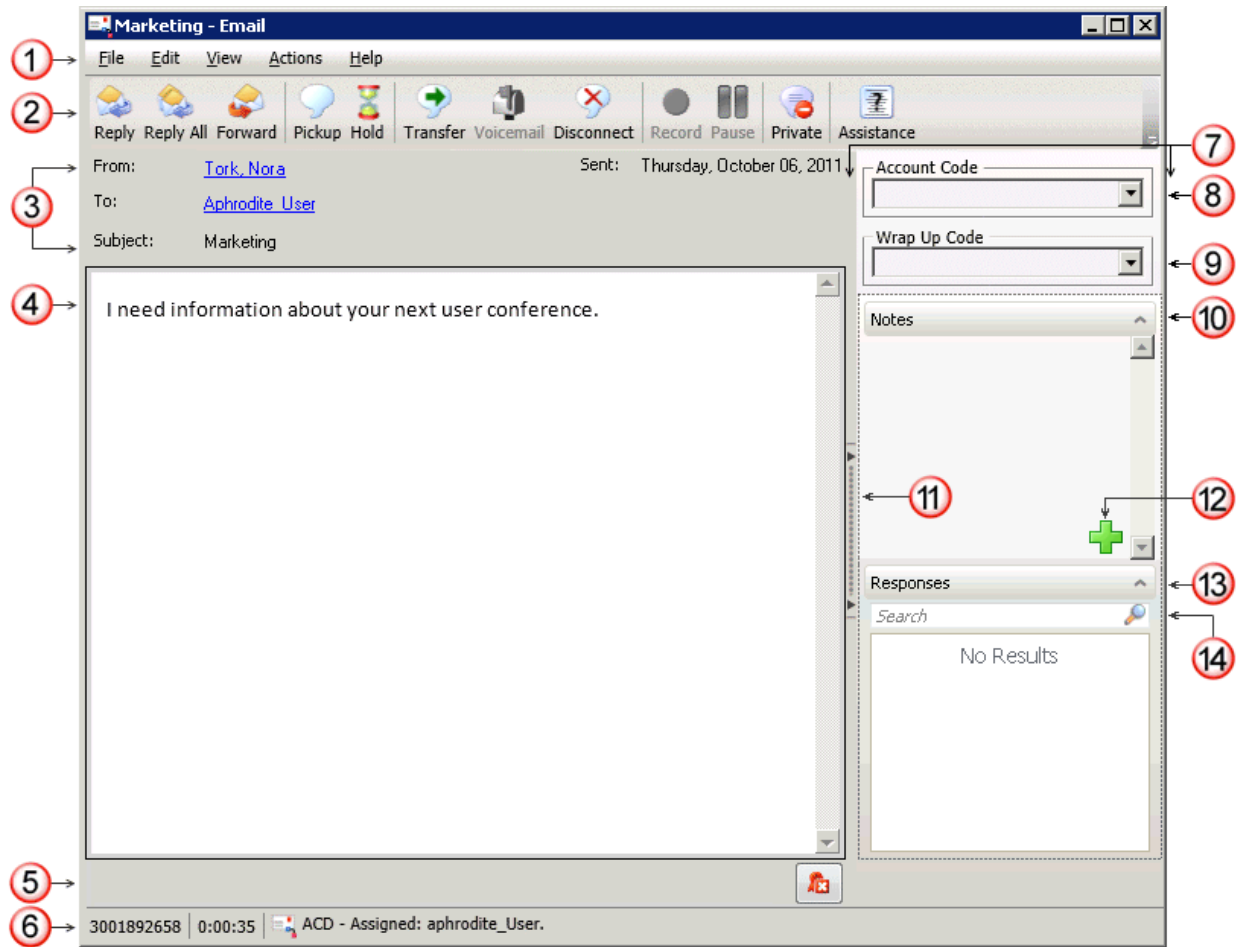 Marketing - Email
1 File Edit View Actions Help
2 Reply Reply All Forward Pickup Hold Transfer Voicemail Disconnect Record Pause Private Assistance
7
From: Tork, Nora Sent: Thursday, October 06, 2011
Account Code
8
3 To: Aphrodite_User
Subject: Marketing
Wrap Up Code
9
4 I need information about your next user conference.
Notes 10
11 12
Responses 13
Search
14
No Results
5
6 3001892658 0:00:35 ACD - Assigned: aphrodite_User.